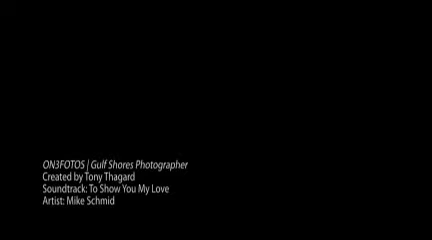 ON3FOTOS | Gulf Shores Photographer
Created by Tony Thagard
Soundtrack: To Show You My Love
Artist: Mike Schmid